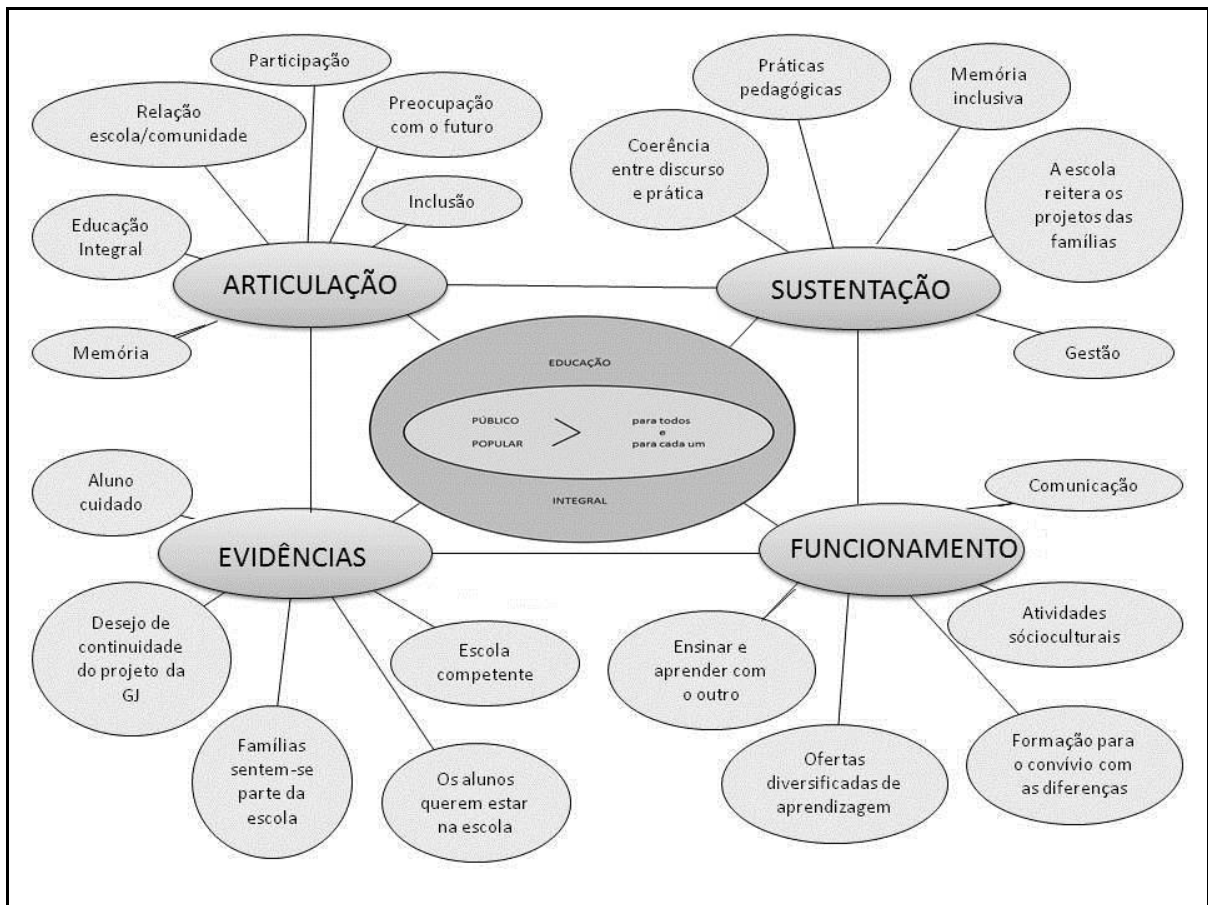 Participação
Relação
escola/comunidade
Preocupação
com o futuro
Educação
Integral
Inclusão
ARTICULAÇÃO
Memória
Práticas
pedagógicas
Memória
inclusiva
Coerência
entre discurso
e prática
A escola
reitera os
projetos das
famílias
SUSTENTAÇÃO
Gestão
EDUCAÇÃO
PÚBLICO
POPULAR
>
para todos
e
para cada um
INTEGRAL
Aluno
cuidado
EVIDÊNCIAS
Desejo de
continuidade
do projeto da
GJ
Escola
competente
Famílias
sentem-se
parte da
escola
Os alunos
querem estar
na escola
Comunicação
FUNCIONAMENTO
Atividades
sócioculturais
Ensinar e
aprender com
o outro
Ofertas
diversificadas de
aprendizagem
Formação para
o convívio com
as diferenças